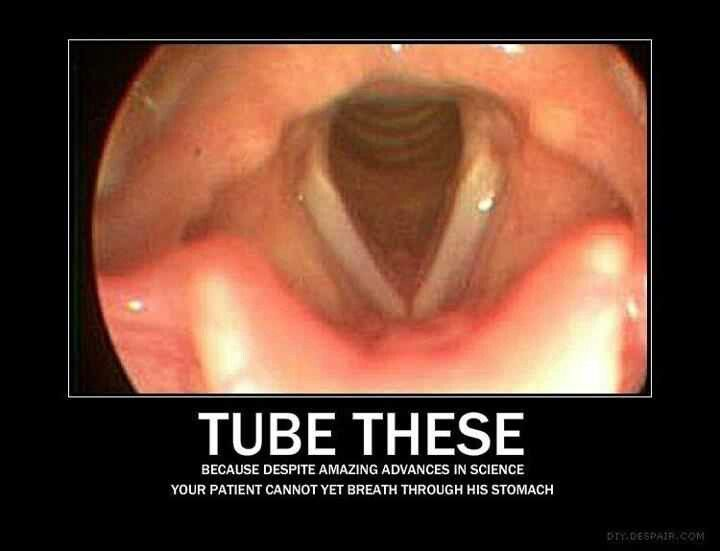 TUBE THESE
BECAUSE DESPITE AMAZING ADVANCES IN SCIENCE
YOUR PATIENT CANNOT YET BREATH THROUGH HIS STOMACH
DIY.DESPAIR.COM